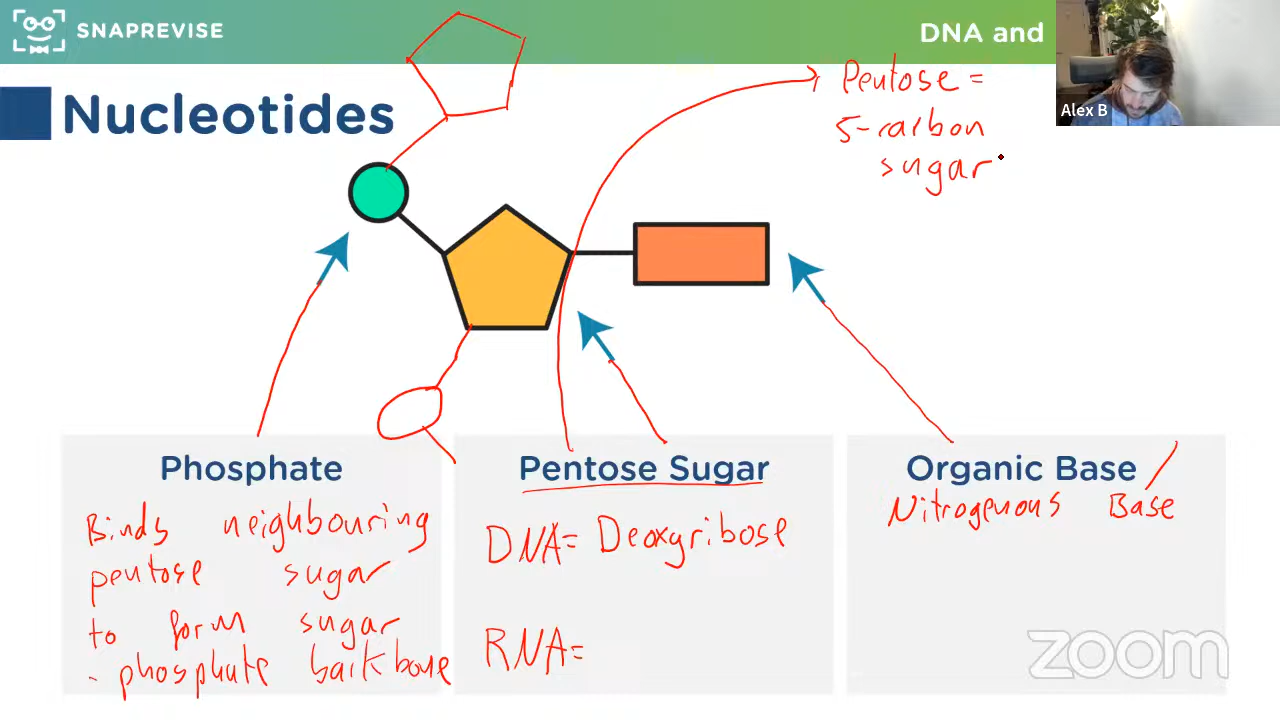 SNAPREVISE
DNA and
Alex B
Nucleotides
Pentose =
5-carbon
sugar
Phosphate
Binds neighbouring
pentose sugar
to form sugar
- phosphate backbone
Pentose Sugar
DNA= Deoxyribose
RNA=
Organic Base /
Nitrogenous Base
zoom